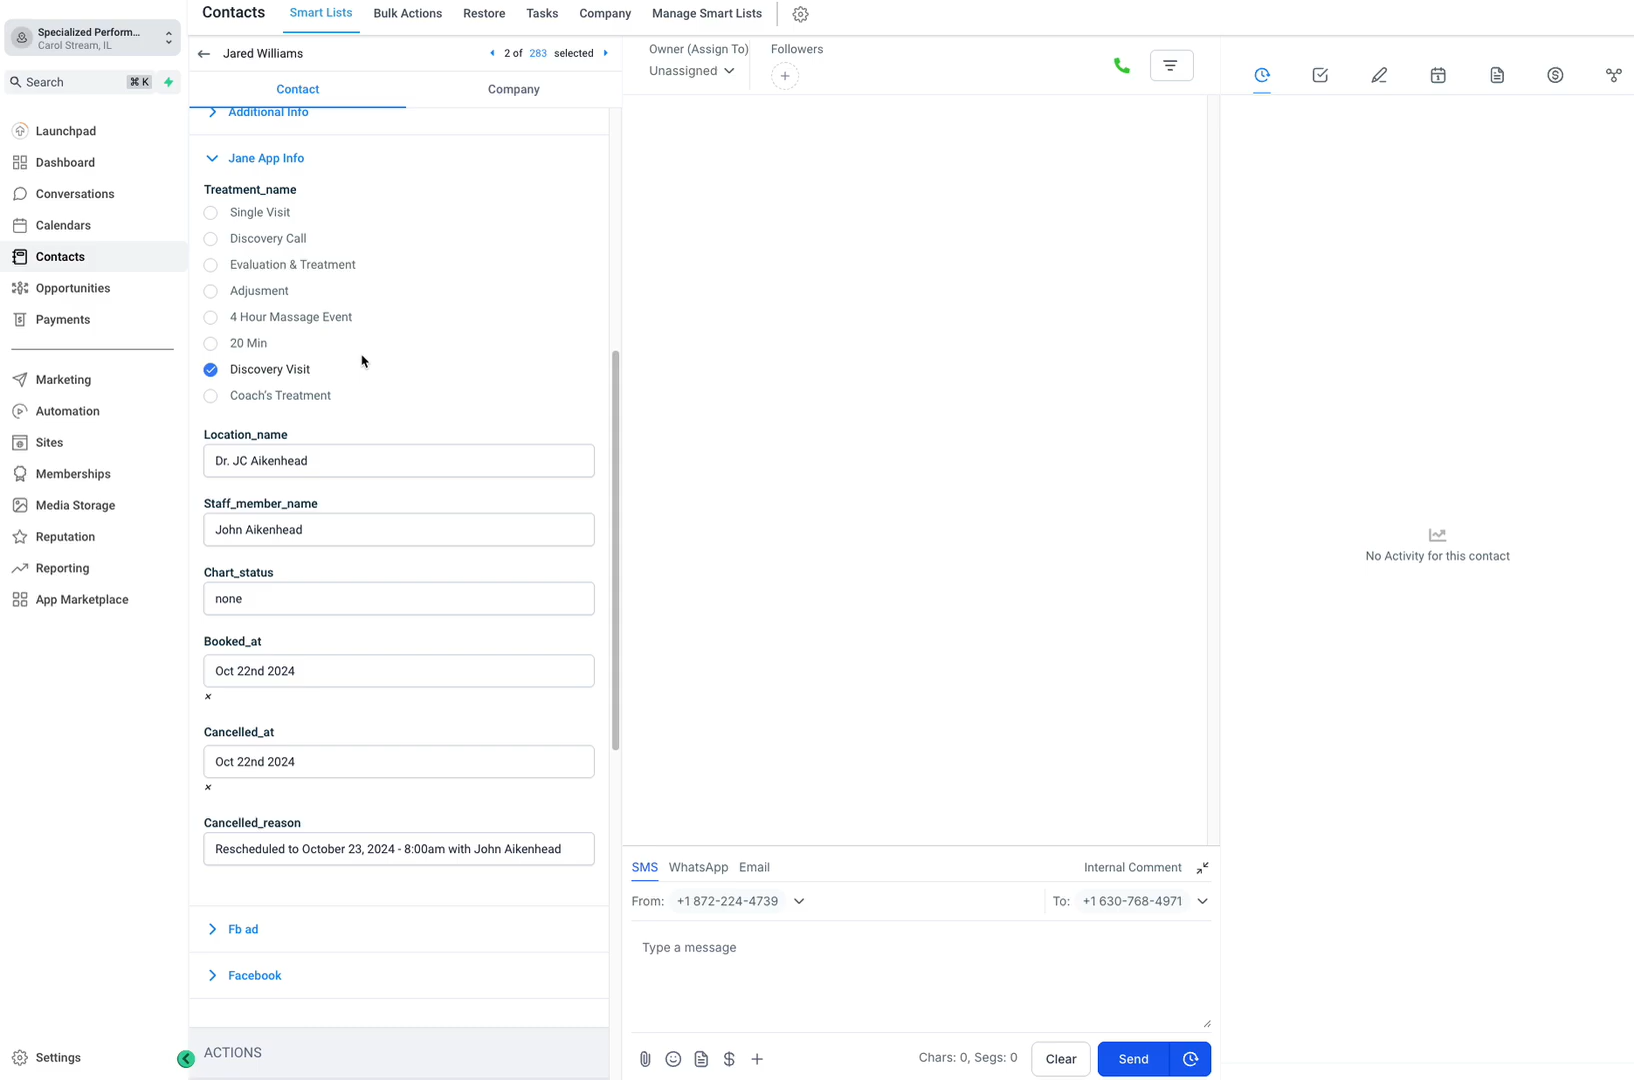 Specialized Perform...
Carol Stream, IL
Search ⌘ K
Launchpad
Dashboard
Conversations
Calendars
Contacts
Opportunities
Payments
Marketing
Automation
Sites
Memberships
Media Storage
Reputation
Reporting
App Marketplace
Settings
Contacts Smart Lists Bulk Actions Restore Tasks Company Manage Smart Lists
Jared Williams 2 of 283 selected
Contact Company
Additional Info
Jane App Info
Treatment_name
Single Visit
Discovery Call
Evaluation & Treatment
Adjusment
4 Hour Massage Event
20 Min
Discovery Visit
Coach's Treatment
Location_name
Dr. JC Aikenhead
Staff_member_name
John Aikenhead
Chart_status
none
Booked_at
Oct 22nd 2024
×
Cancelled_at
Oct 22nd 2024
×
Cancelled_reason
Rescheduled to October 23, 2024 - 8:00am with John Aikenhead
Fb ad
Facebook
ACTIONS
Owner (Assign To) Followers
Unassigned
SMS WhatsApp Email Internal Comment
From: +1 872-224-4739 To: +1 630-768-4971
Type a message
Chars: 0, Segs: 0 Clear Send
No Activity for this contact